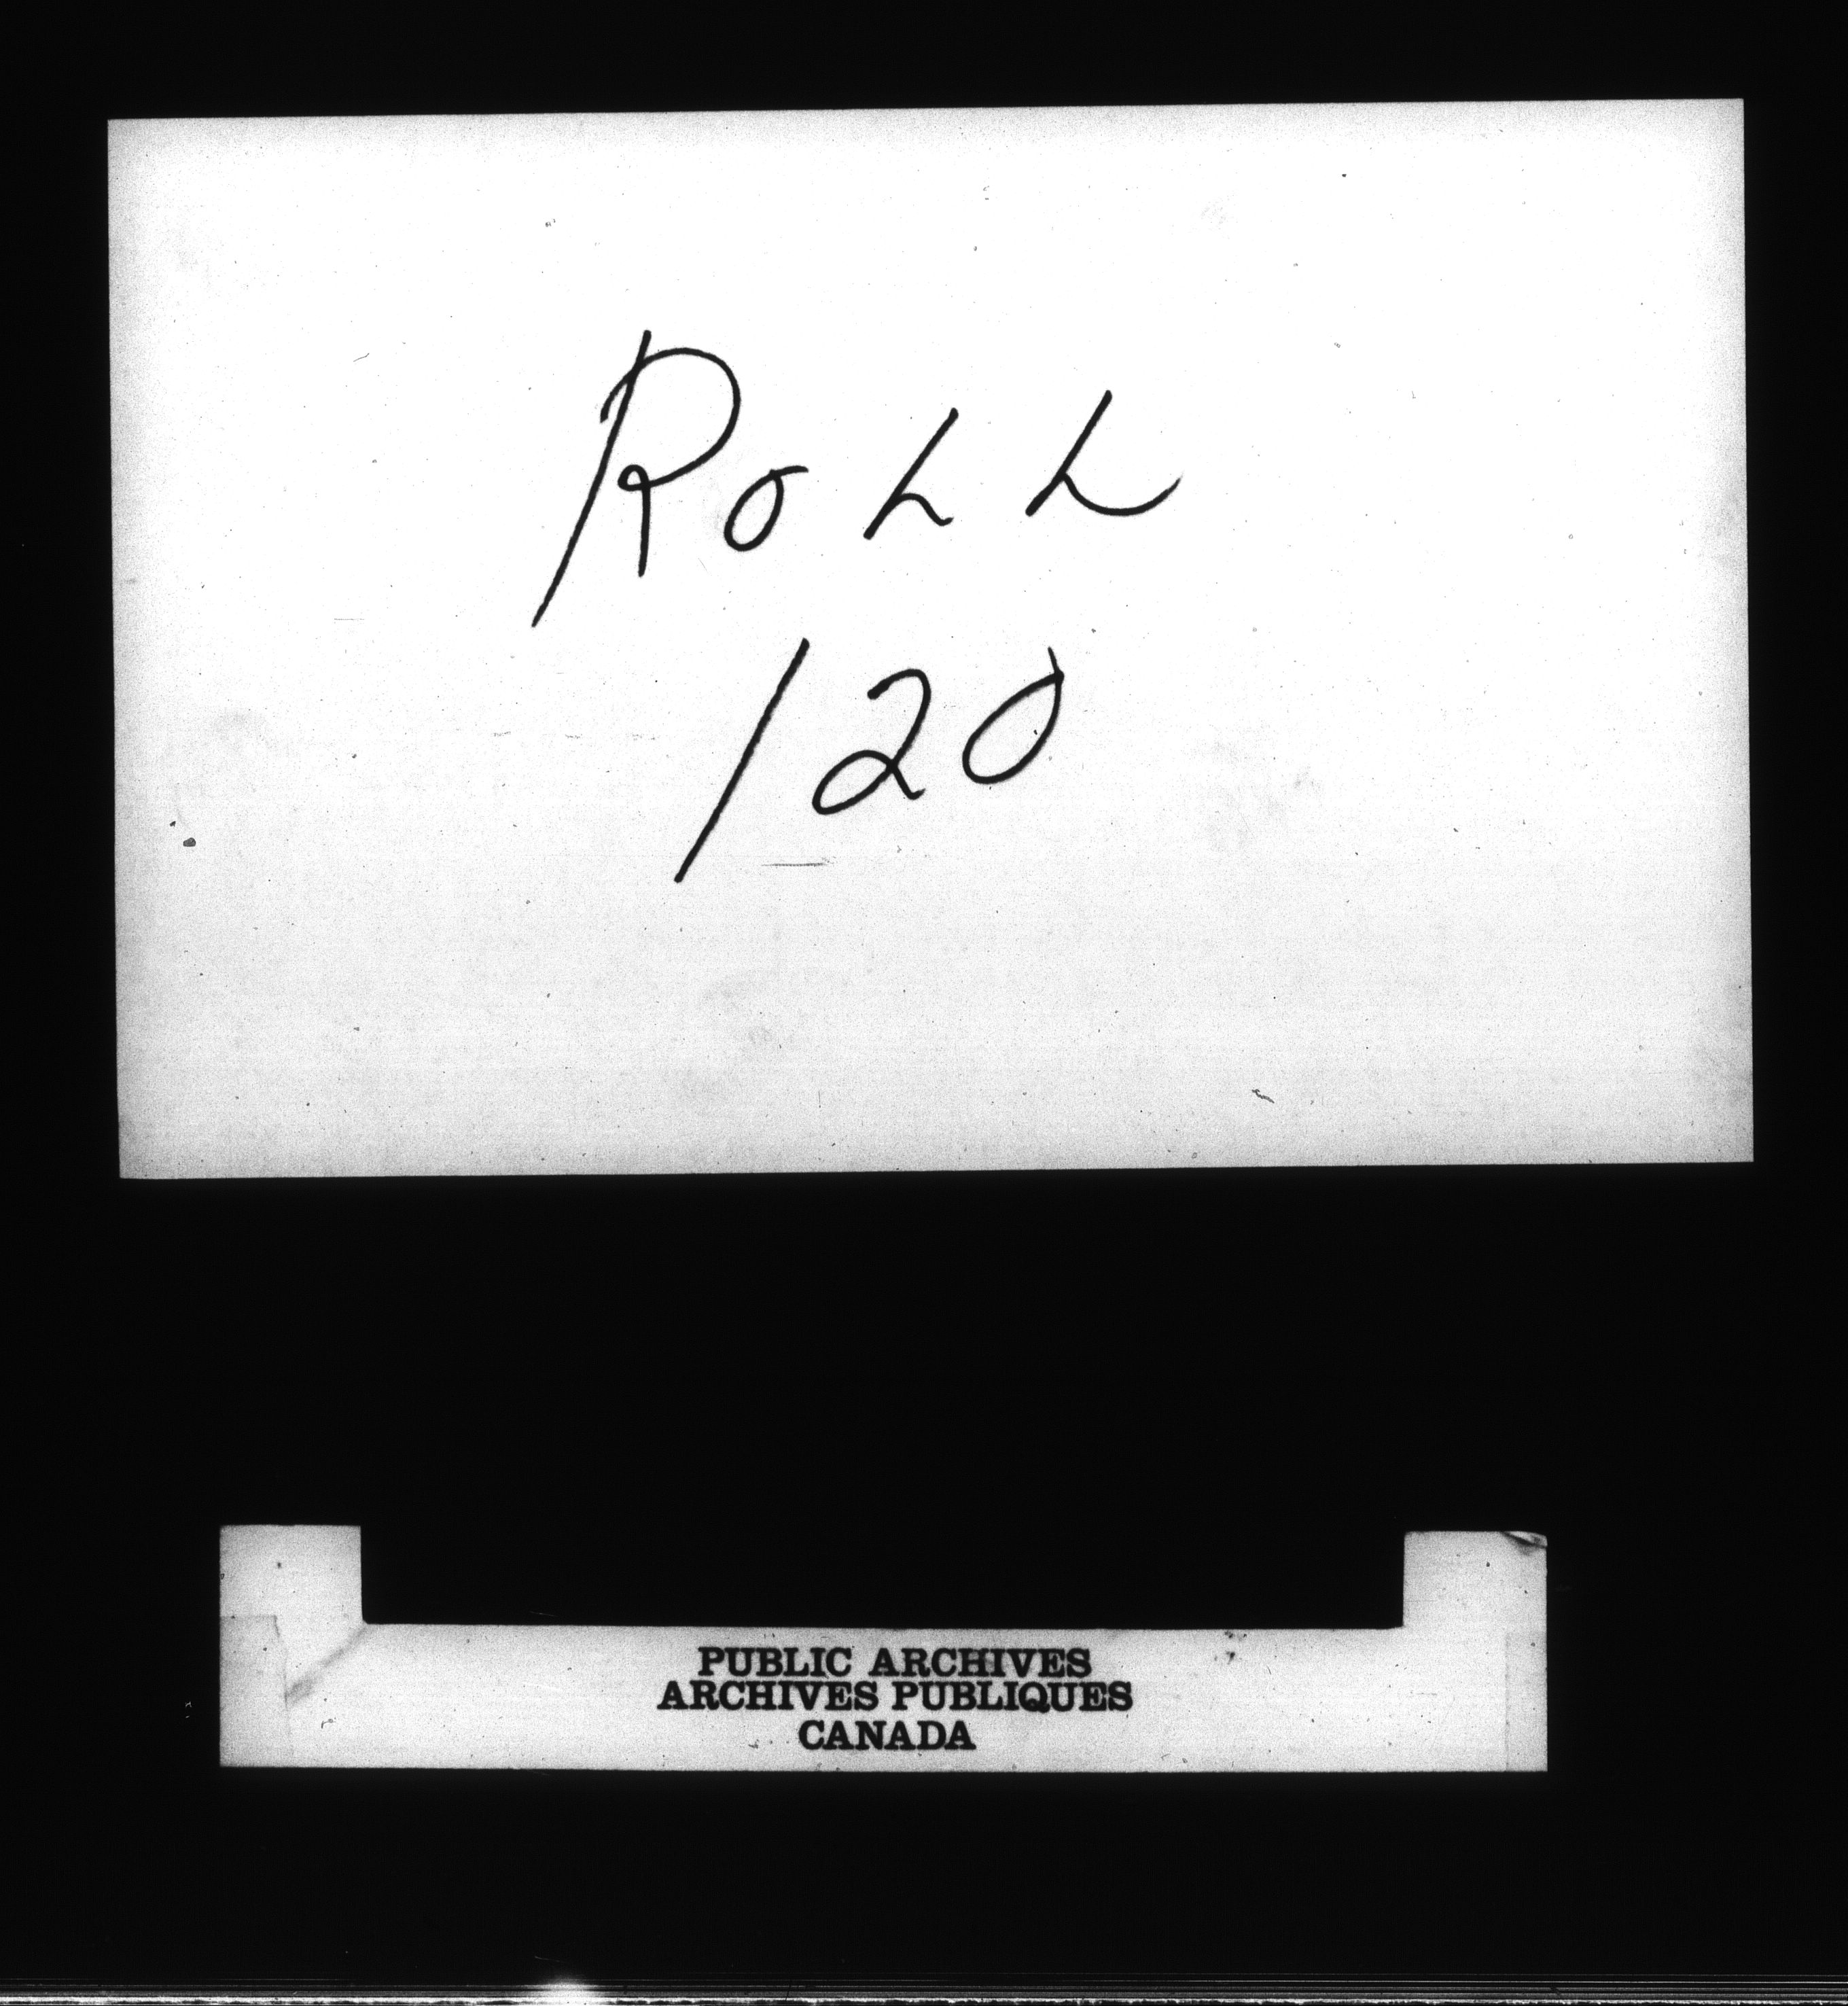 RoLL
120
PUBLIC ARCHIVES
ARCHIVES PUBLIQUES
CANADA